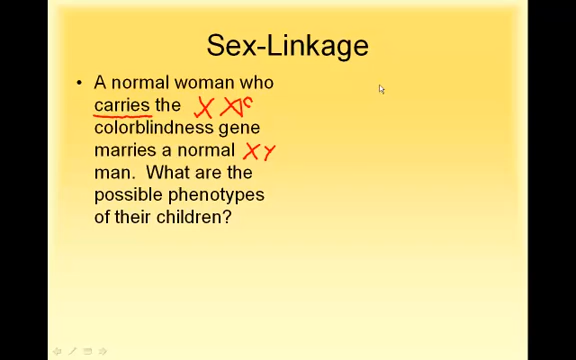 Sex-Linkage
• A normal woman who
carries the X Xc
colorblindness gene
marries a normal XY
man. What are the
possible phenotypes
of their children?